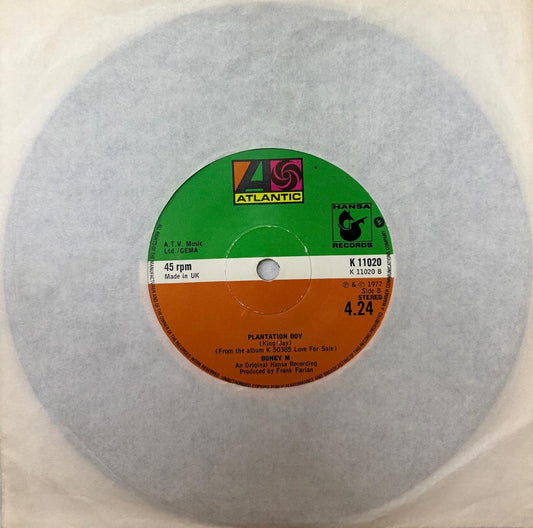 ATLANTIC
HANSA
RECORDS
A.T.V. Music
Ltd./GEMA
45 rpm
Made in UK
K 11020
K 11020 B
℗ & © 1977
Side B
STEREO
4.24
PLANTATION BOY
(King/Jay)
(From the album K 50385 Love For Sale)
BONEY M
An Original Hansa Recording
Produced by Frank Farian